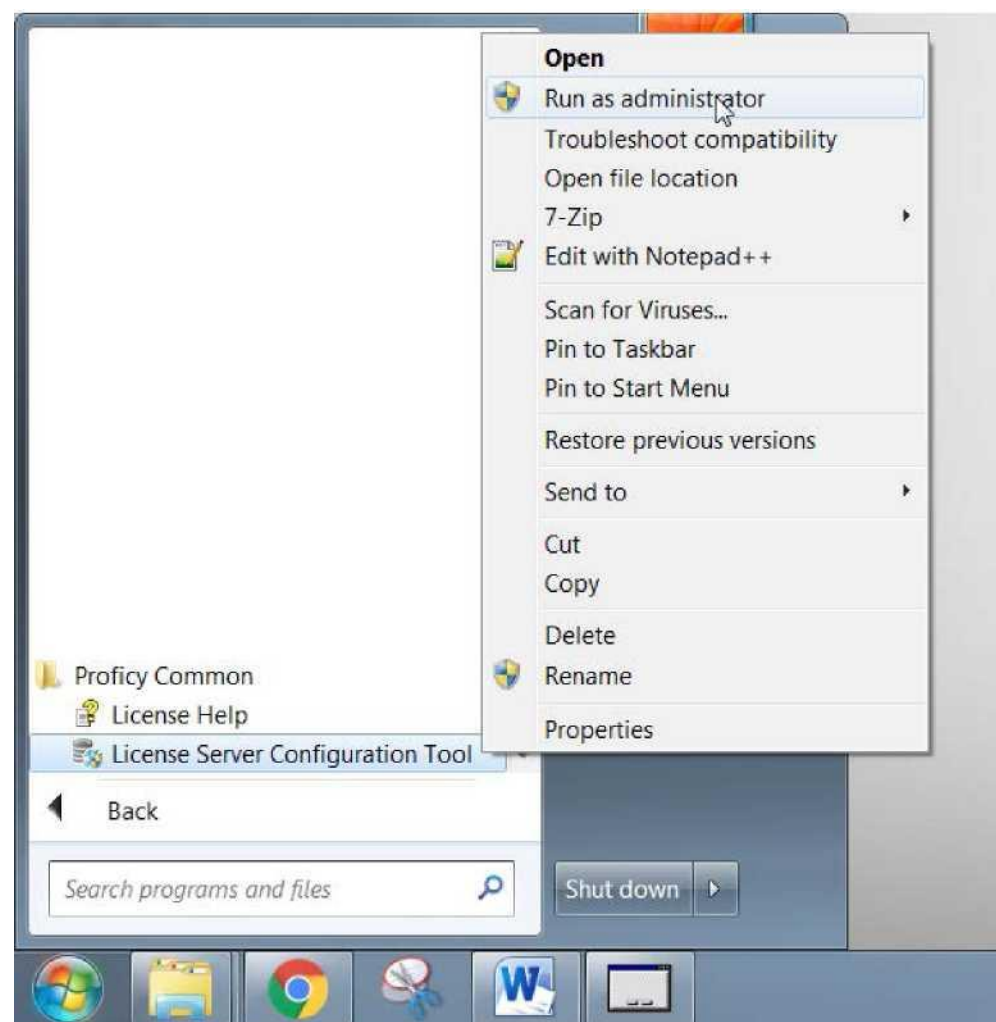 Open
Run as administrator
Troubleshoot compatibility
Open file location
7-Zip
Edit with Notepad++
Scan for Viruses...
Pin to Taskbar
Pin to Start Menu
Restore previous versions
Send to
Cut
Copy
Delete
Rename
Properties
Proficy Common
License Help
License Server Configuration Tool
Back
Search programs and files
Shut down
W